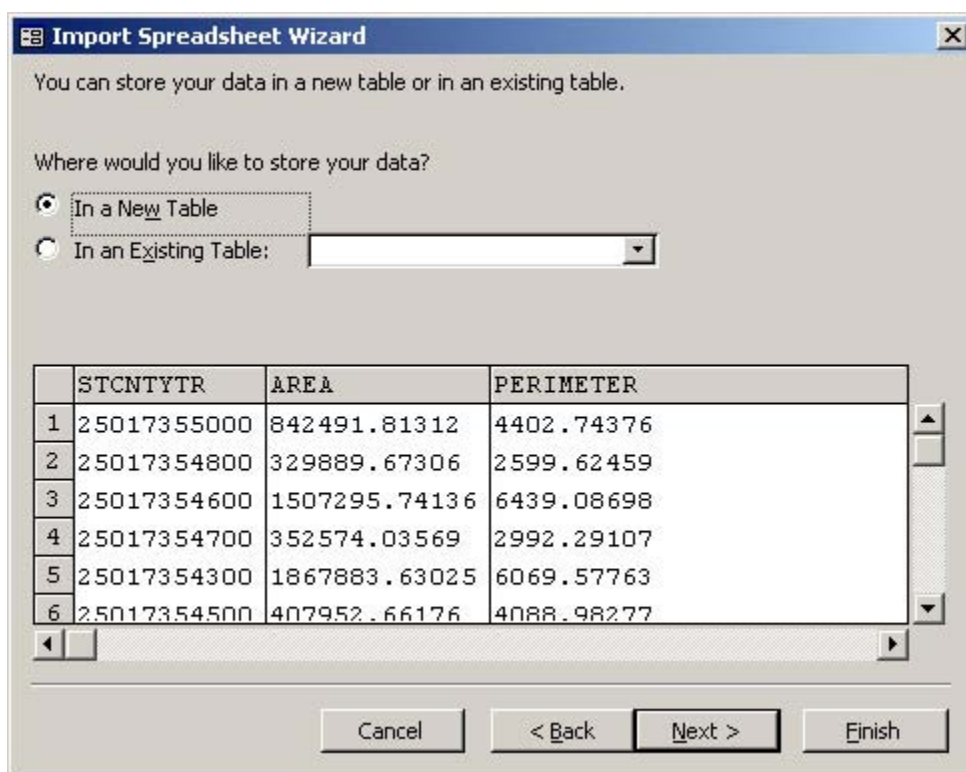 Import Spreadsheet Wizard
You can store your data in a new table or in an existing table.
Where would you like to store your data?
In a New Table
In an Existing Table:
STCNTYTR AREA PERIMETER
1 25017355000 842491.81312 4402.74376
2 25017354800 329889.67306 2599.62459
3 25017354600 1507295.74136 6439.08698
4 25017354700 352574.03569 2992.29107
5 25017354300 1867883.63025 6069.57763
6 25017354500 407952.66176 4088.98277
Cancel < Back Next > Finish